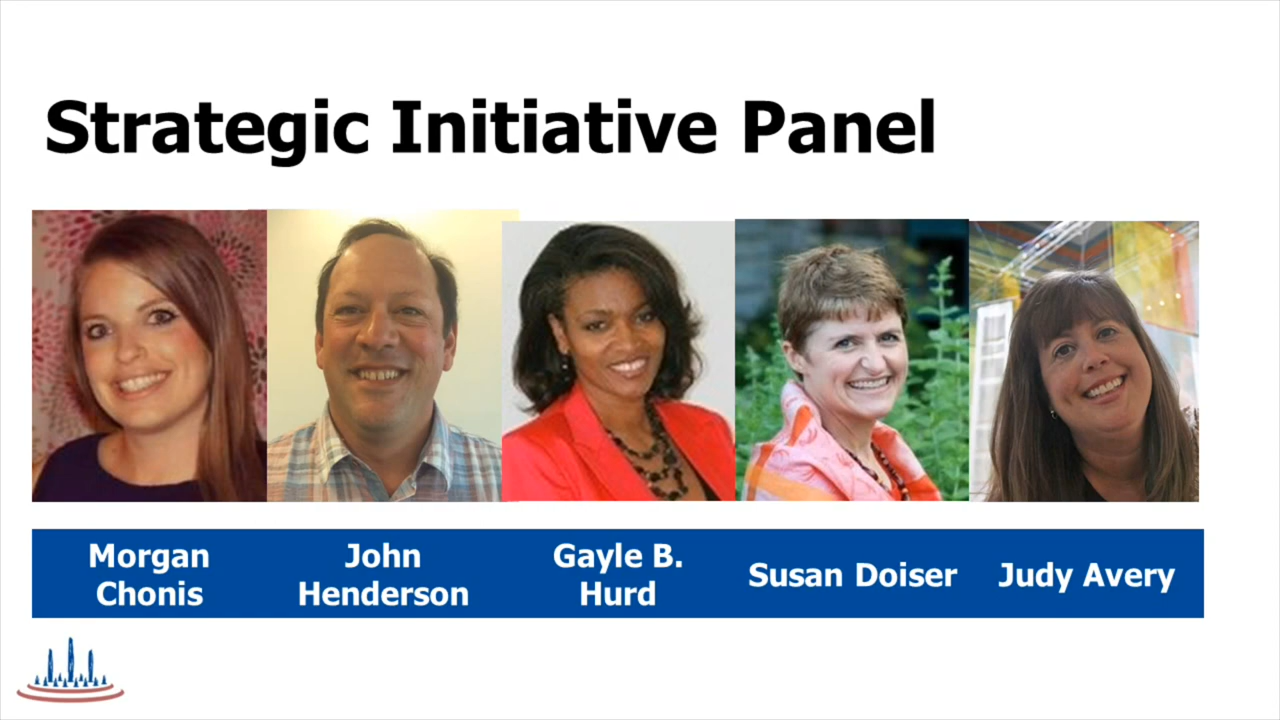 Strategic Initiative Panel
Morgan
Chonis
John
Henderson
Gayle B.
Hurd
Susan Doiser
Judy Avery